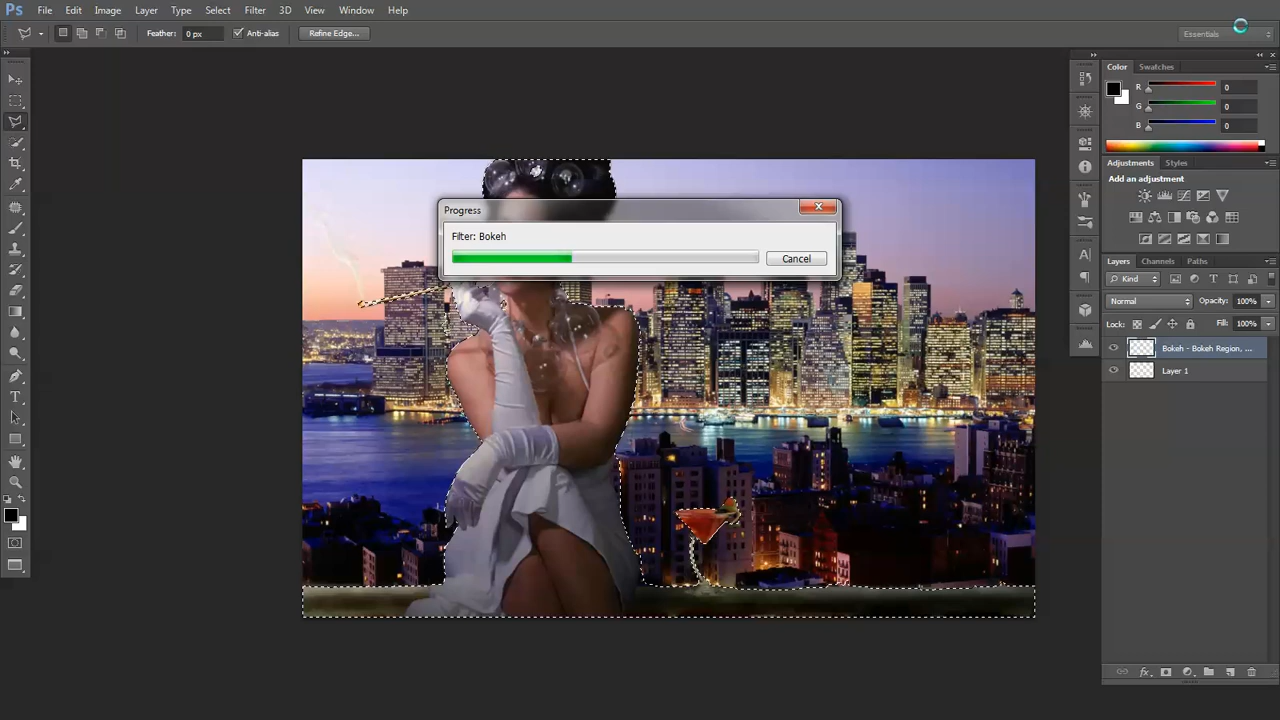 Ps File Edit Image Layer Type Select Filter 3D View Window Help
Feather: 0 px Anti-alias Refine Edge... Essentials
Color Swatches
R 0
G 0
B 0
Adjustments Styles
Add an adjustment
Progress
Filter: Bokeh
Cancel
Layers Channels Paths
Kind
Normal Opacity: 100%
Lock: Fill: 100%
Bokeh - Bokeh Region, ...
Layer 1